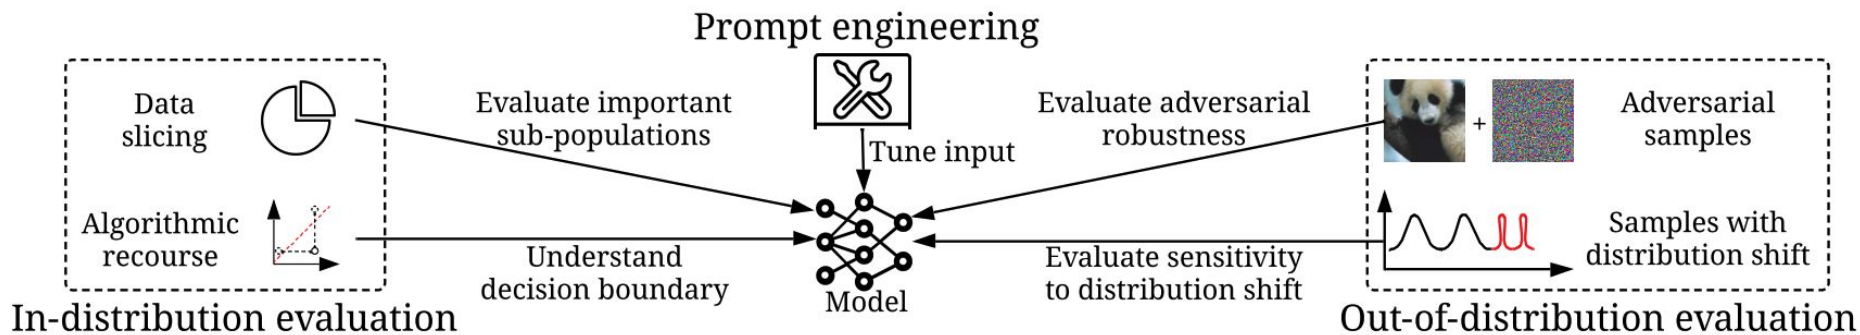 Prompt engineering
Data
slicing
Evaluate important
sub-populations
Tune input
Evaluate adversarial
robustness
+
Adversarial
samples
Algorithmic
recourse
Understand
decision boundary
Model
Evaluate sensitivity
to distribution shift
Samples with
distribution shift
In-distribution evaluation
Out-of-distribution evaluation